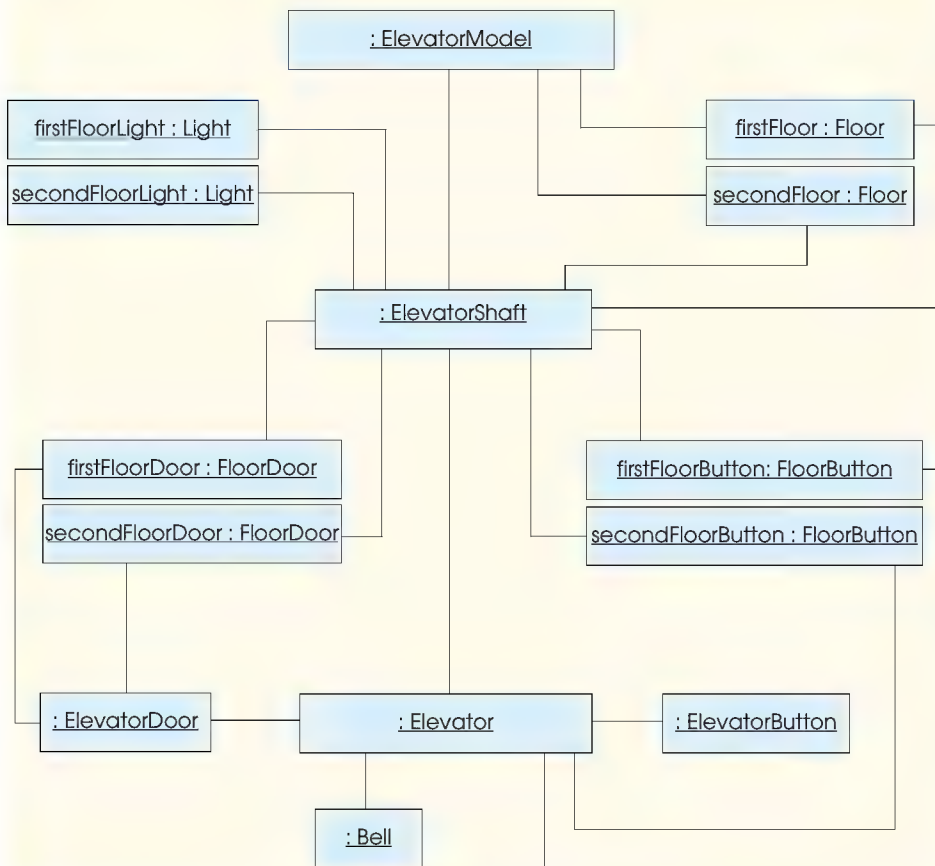 : ElevatorModel
firstFloorLight : Light
firstFloor : Floor
secondFloorLight : Light
secondFloor : Floor
: ElevatorShaft
firstFloorDoor : FloorDoor
firstFloorButton: FloorButton
secondFloorDoor : FloorDoor
secondFloorButton : FloorButton
: ElevatorDoor
: Elevator
: ElevatorButton
: Bell